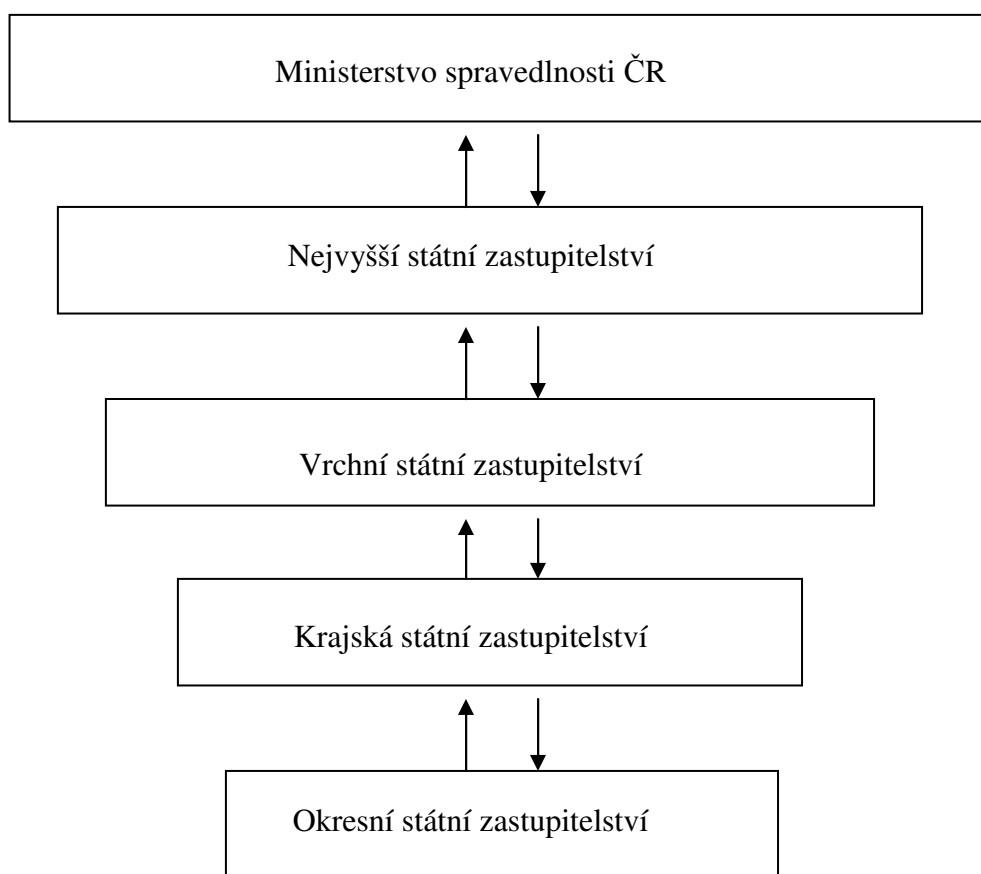 Ministerstvo spravedlnosti ČR
Nejvyšší státní zastupitelství
Vrchní státní zastupitelství
Krajská státní zastupitelství
Okresní státní zastupitelství